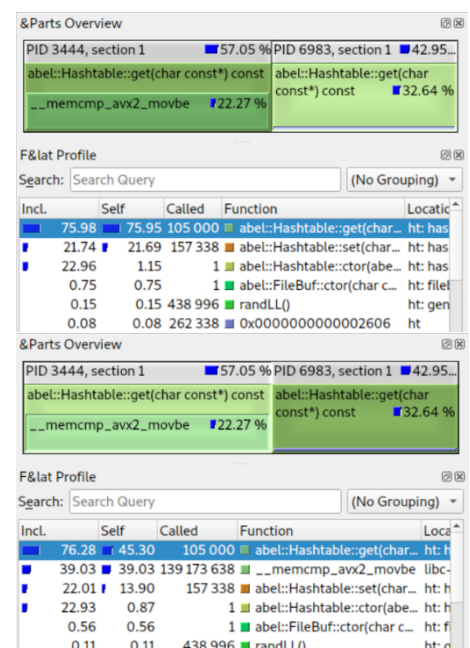 &Parts Overview
PID 3444, section 1 57.05 % PID 6983, section 1 42.95...
abel::Hashtable::get(char const*) const abel::Hashtable::get(char
const*) const 32.64 %
__memcmp_avx2_movbe 22.27 %
F&lat Profile
Search: Search Query (No Grouping)
Incl. Self Called Function Locatic
75.98 75.95 105 000 abel::Hashtable::get(char... ht: has
21.74 21.69 157 338 abel::Hashtable::set(char... ht: has
22.96 1.15 1 abel::Hashtable::ctor(abe... ht: has
0.75 0.75 1 abel::FileBuf::ctor(char c... ht: filel
0.15 0.15 438 996 randLL() ht: gen
0.08 0.08 262 338 0x0000000000002606 ht
&Parts Overview
PID 3444, section 1 57.05 % PID 6983, section 1 42.95...
abel::Hashtable::get(char const*) const abel::Hashtable::get(char
const*) const 32.64 %
__memcmp_avx2_movbe 22.27 %
F&lat Profile
Search: Search Query (No Grouping)
Incl. Self Called Function Loca
76.28 45.30 105 000 abel::Hashtable::get(char... ht: h
39.03 39.03 139 173 638 __memcmp_avx2_movbe libc-
22.01 13.90 157 338 abel::Hashtable::set(char... ht: h
22.93 0.87 1 abel::Hashtable::ctor(abe... ht: h
0.56 0.56 1 abel::FileBuf::ctor(char c... ht: fi
0.11 0.11 438 996 randLL() ht: g